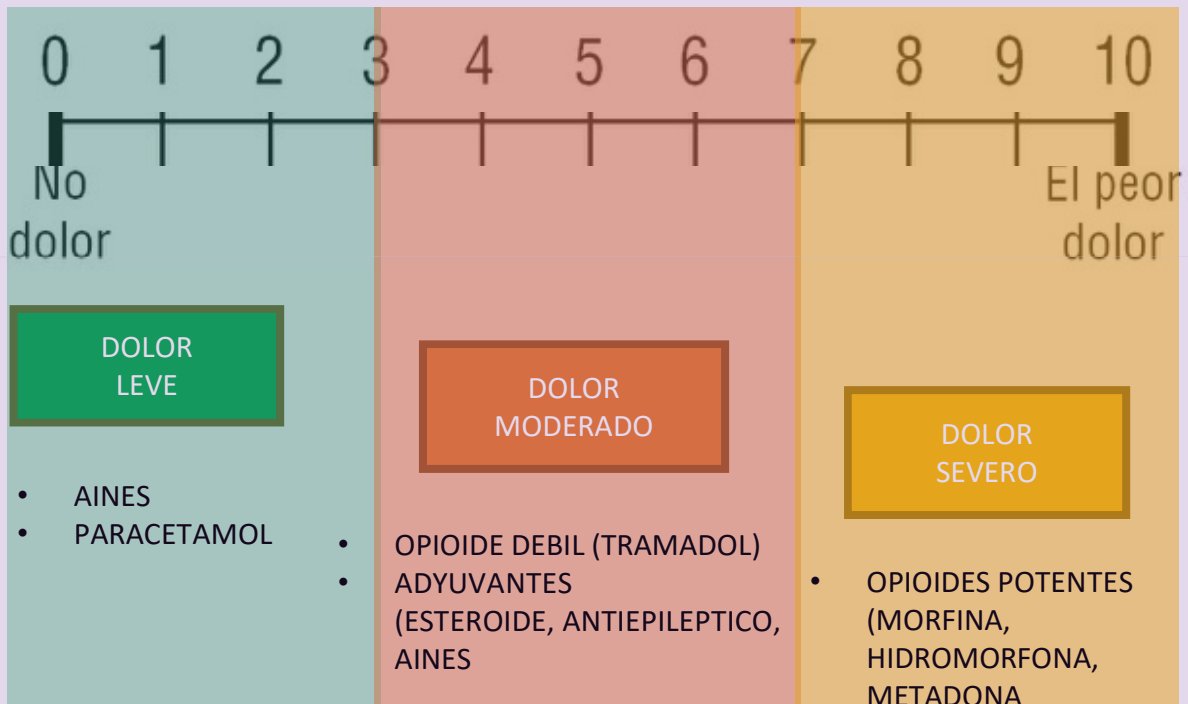 0 1 2 3 4 5 6 7 8 9 10
No
dolor
El peor
dolor
DOLOR
LEVE
• AINES
• PARACETAMOL
DOLOR
MODERADO
• OPIOIDE DEBIL (TRAMADOL)
• ADYUVANTES
(ESTEROIDE, ANTIEPILEPTICO,
AINES
DOLOR
SEVERO
• OPIOIDES POTENTES
(MORFINA,
HIDROMORFONA,
METADONA